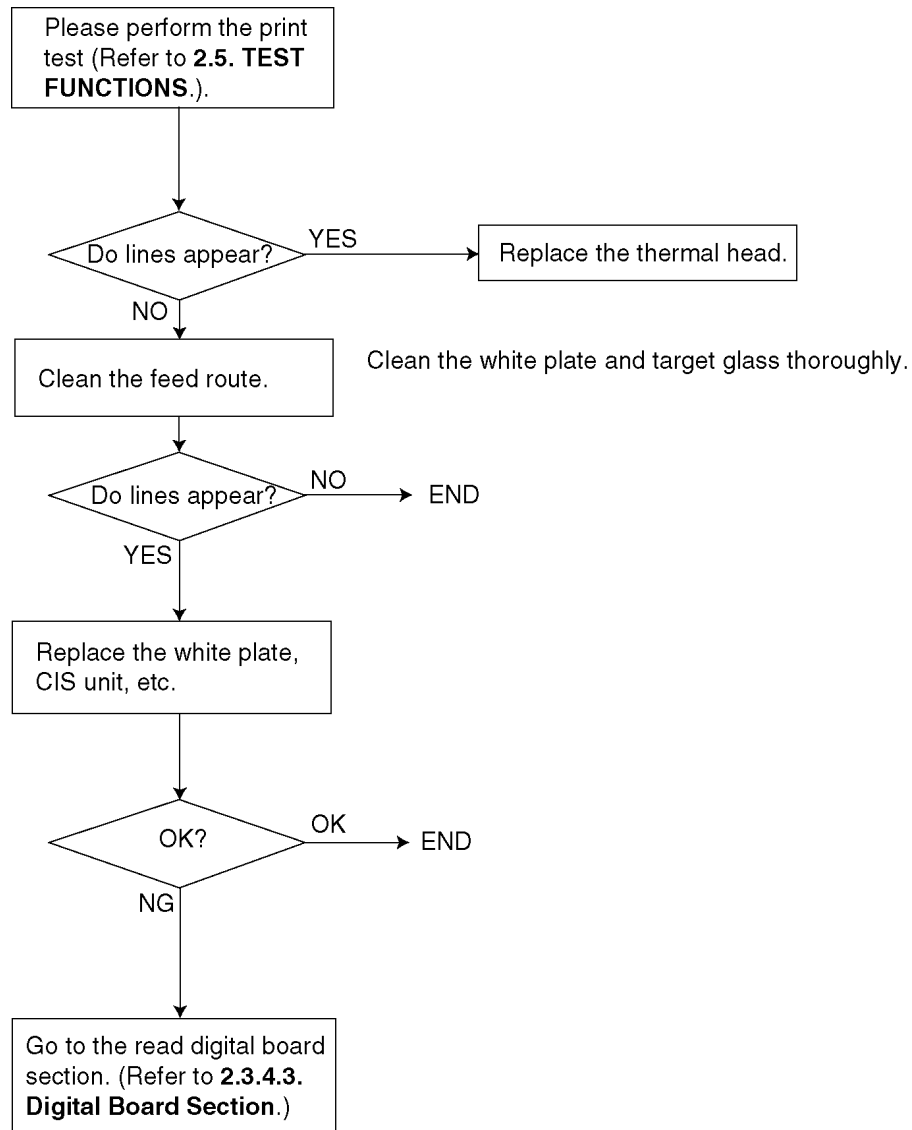 Please perform the print
test (Refer to 2.5. TEST
FUNCTIONS.).
Do lines appear?
YES
Replace the thermal head.
NO
Clean the feed route.
Clean the white plate and target glass thoroughly.
Do lines appear?
NO
END
YES
Replace the white plate,
CIS unit, etc.
OK?
OK
END
NG
Go to the read digital board
section. (Refer to 2.3.4.3.
Digital Board Section.)